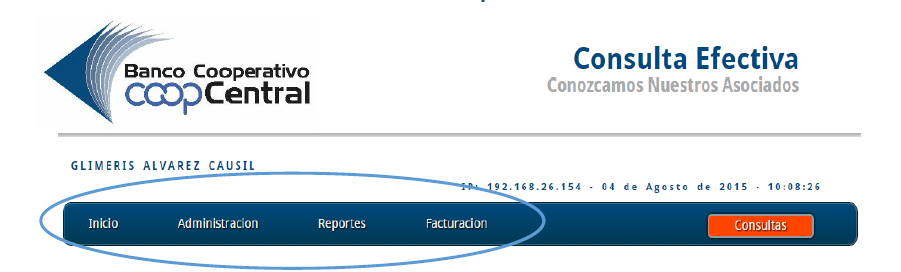 Banco Cooperativo
coopCentral
Consulta Efectiva
Conozcamos Nuestros Asociados
GLIMERIS ALVAREZ CAUSIL
IP: 192.168.26.154 - 04 de Agosto de 2015 - 10:08:26
Inicio Administracion Reportes Facturacion Consultas